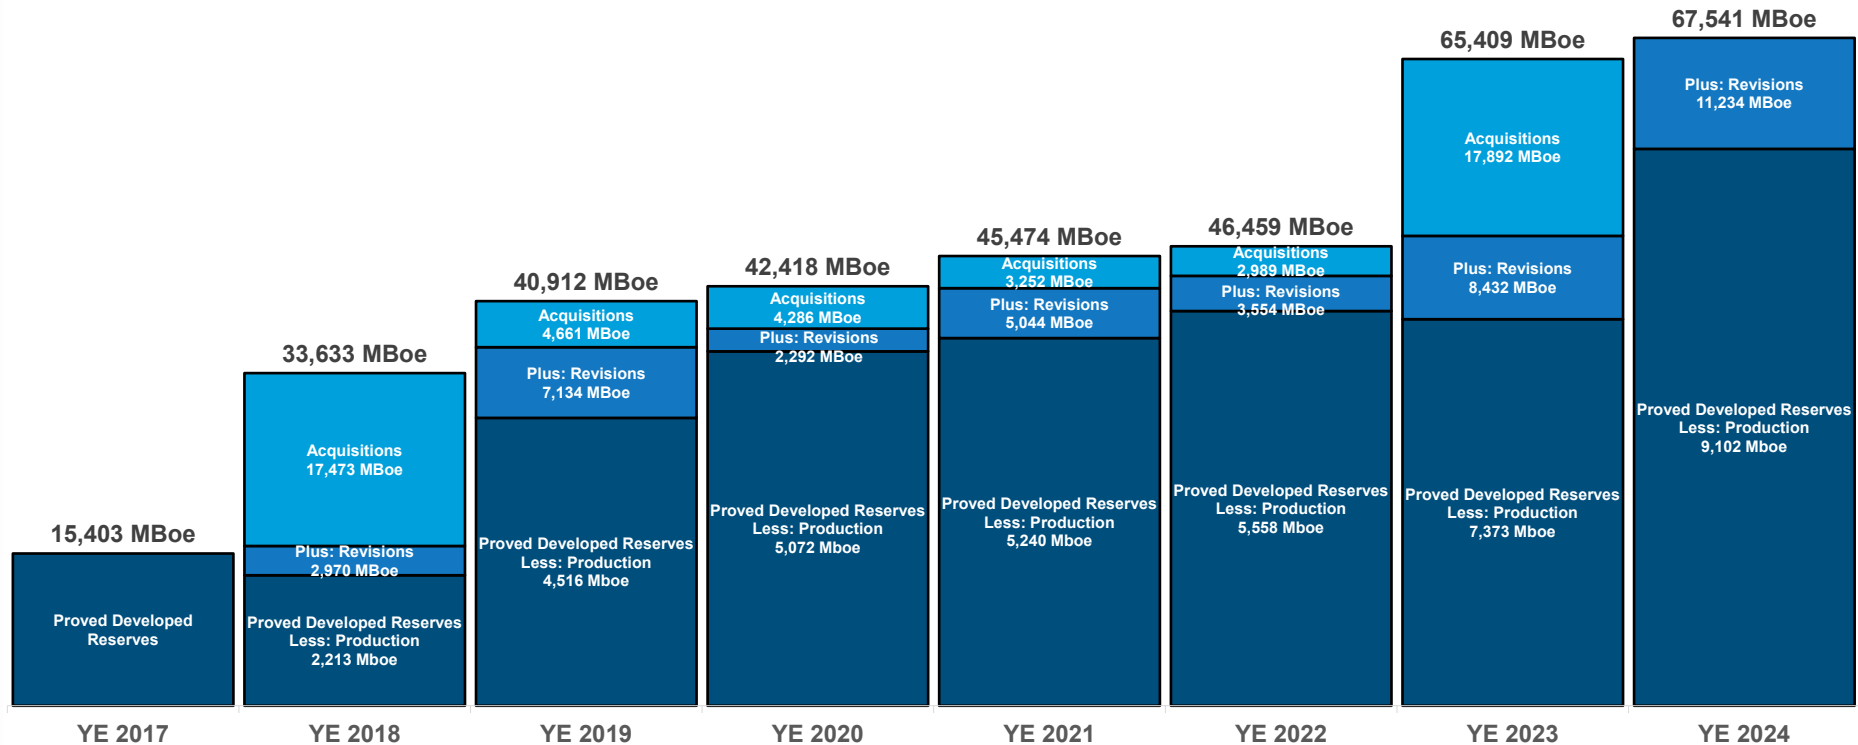 15,403 MBoe
Proved Developed
Reserves
YE 2017
33,633 MBoe
Acquisitions
17,473 MBoe
Plus: Revisions
2,970 MBoe
Proved Developed Reserves
Less: Production
2,213 Mboe
YE 2018
40,912 MBoe
Acquisitions
4,661 MBoe
Plus: Revisions
7,134 MBoe
Proved Developed Reserves
Less: Production
4,516 Mboe
YE 2019
42,418 MBoe
Acquisitions
4,286 MBoe
Plus: Revisions
2,292 MBoe
Proved Developed Reserves
Less: Production
5,072 Mboe
YE 2020
45,474 MBoe
Acquisitions
3,252 MBoe
Plus: Revisions
5,044 MBoe
Proved Developed Reserves
Less: Production
5,240 Mboe
YE 2021
46,459 MBoe
Acquisitions
2,989 MBoe
Plus: Revisions
3,554 MBoe
Proved Developed Reserves
Less: Production
5,558 Mboe
YE 2022
65,409 MBoe
Acquisitions
17,892 MBoe
Plus: Revisions
8,432 MBoe
Proved Developed Reserves
Less: Production
7,373 Mboe
YE 2023
67,541 MBoe
Plus: Revisions
11,234 MBoe
Proved Developed Reserves
Less: Production
9,102 Mboe
YE 2024